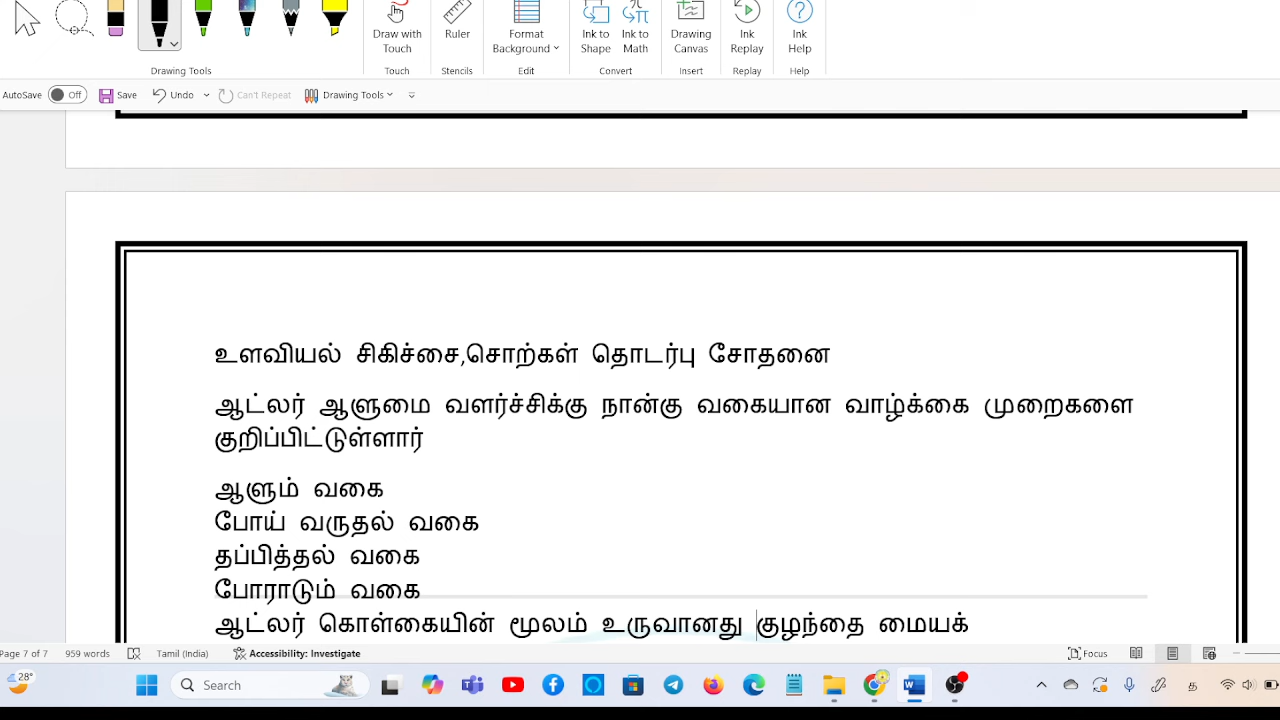 Draw with Touch
Ruler
Format Background
Ink to Shape
Ink to Math
Drawing Canvas
Ink Replay
Ink Help
Drawing Tools
Touch
Stencils
Edit
Convert
Insert
Replay
Help
AutoSave Off Save Undo Can't Repeat Drawing Tools
உளவியல் சிகிச்சை,சொற்கள் தொடர்பு சோதனை
ஆட்லர் ஆளுமை வளர்ச்சிக்கு நான்கு வகையான வாழ்க்கை முறைகளை
குறிப்பிட்டுள்ளார்
ஆளும் வகை
போய் வருதல் வகை
தப்பித்தல் வகை
போராடும் வகை
ஆட்லர் கொள்கையின் மூலம் உருவானது குழந்தை மையக்
Page 7 of 7 959 words Tamil (India) Accessibility: Investigate Focus
28° Search